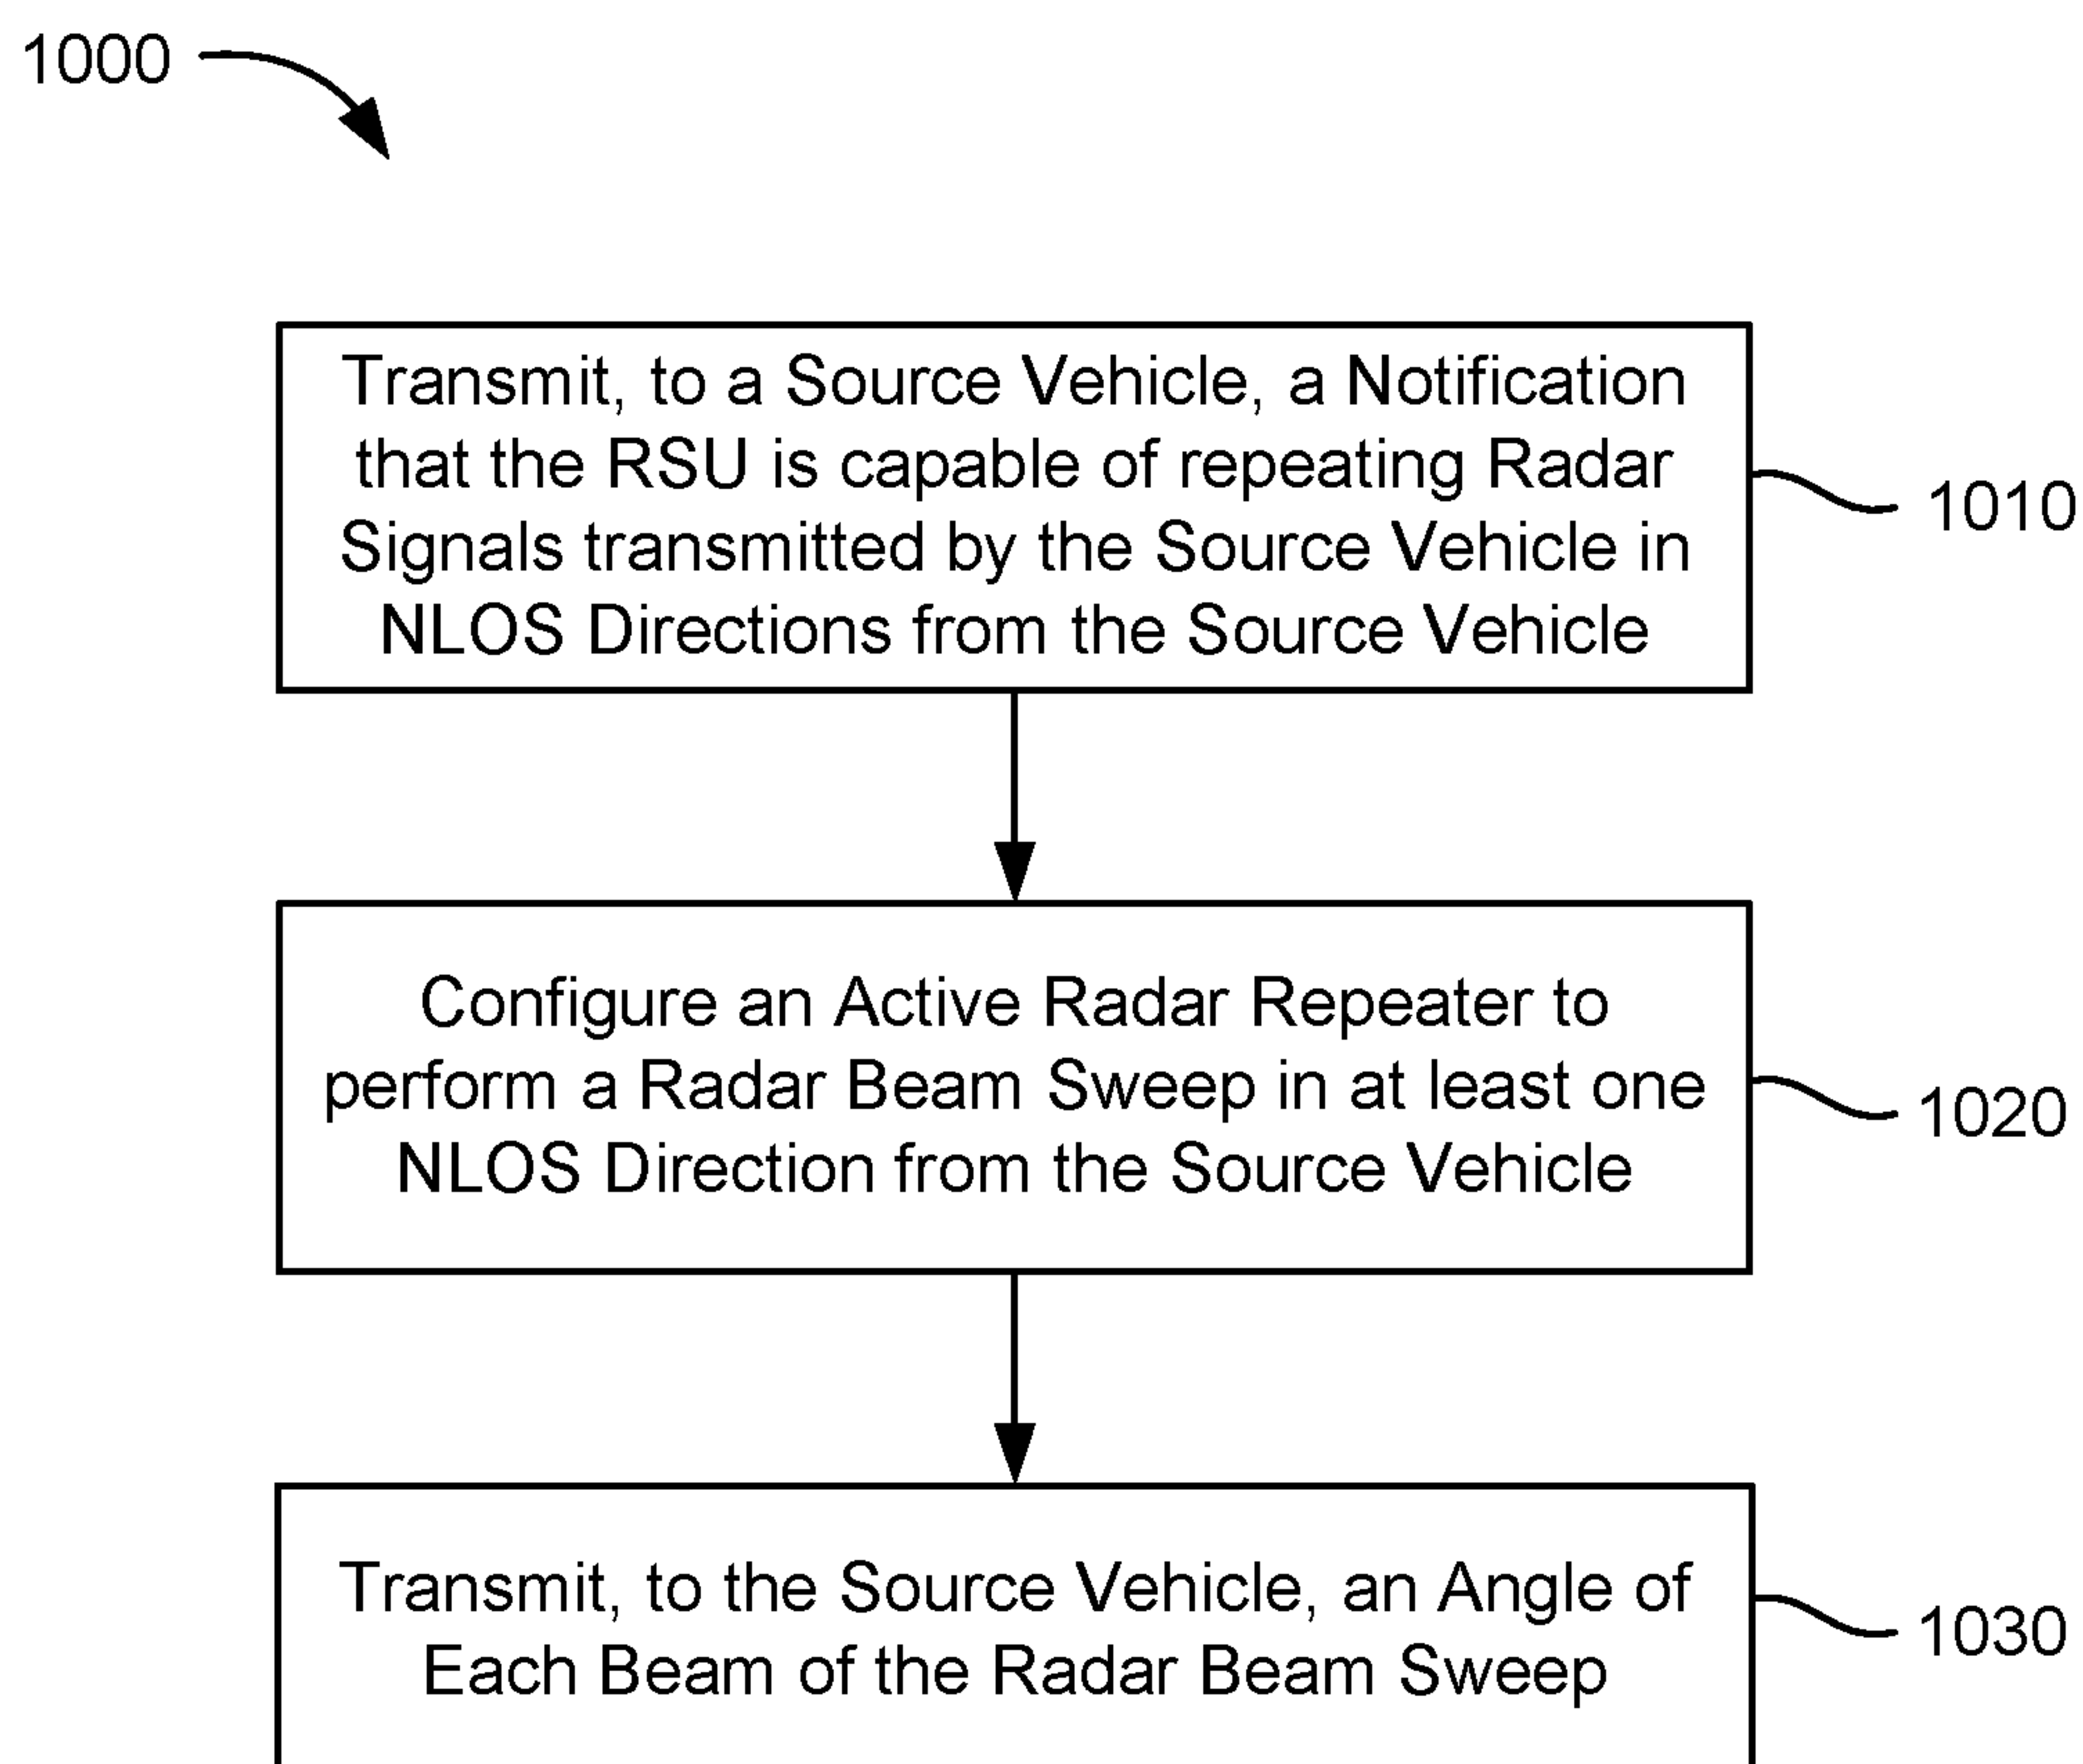 1000
Transmit, to a Source Vehicle, a Notification
that the RSU is capable of repeating Radar
Signals transmitted by the Source Vehicle in
NLOS Directions from the Source Vehicle
1010
Configure an Active Radar Repeater to
perform a Radar Beam Sweep in at least one
NLOS Direction from the Source Vehicle
1020
Transmit, to the Source Vehicle, an Angle of
Each Beam of the Radar Beam Sweep
1030